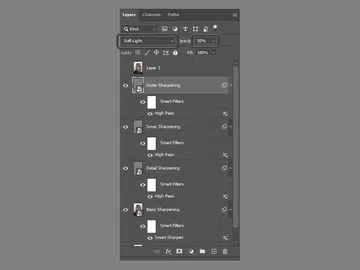 Layers Channels Paths
Kind
Soft Light Opacity: 50%
Lock: Fill: 100%
Layer 1
Outer Sharpening
Smart Filters
High Pass
Inner Sharpening
Smart Filters
High Pass
Detail Sharpening
Smart Filters
High Pass
Basic Sharpening
Smart Filters
Smart Sharpen
fx